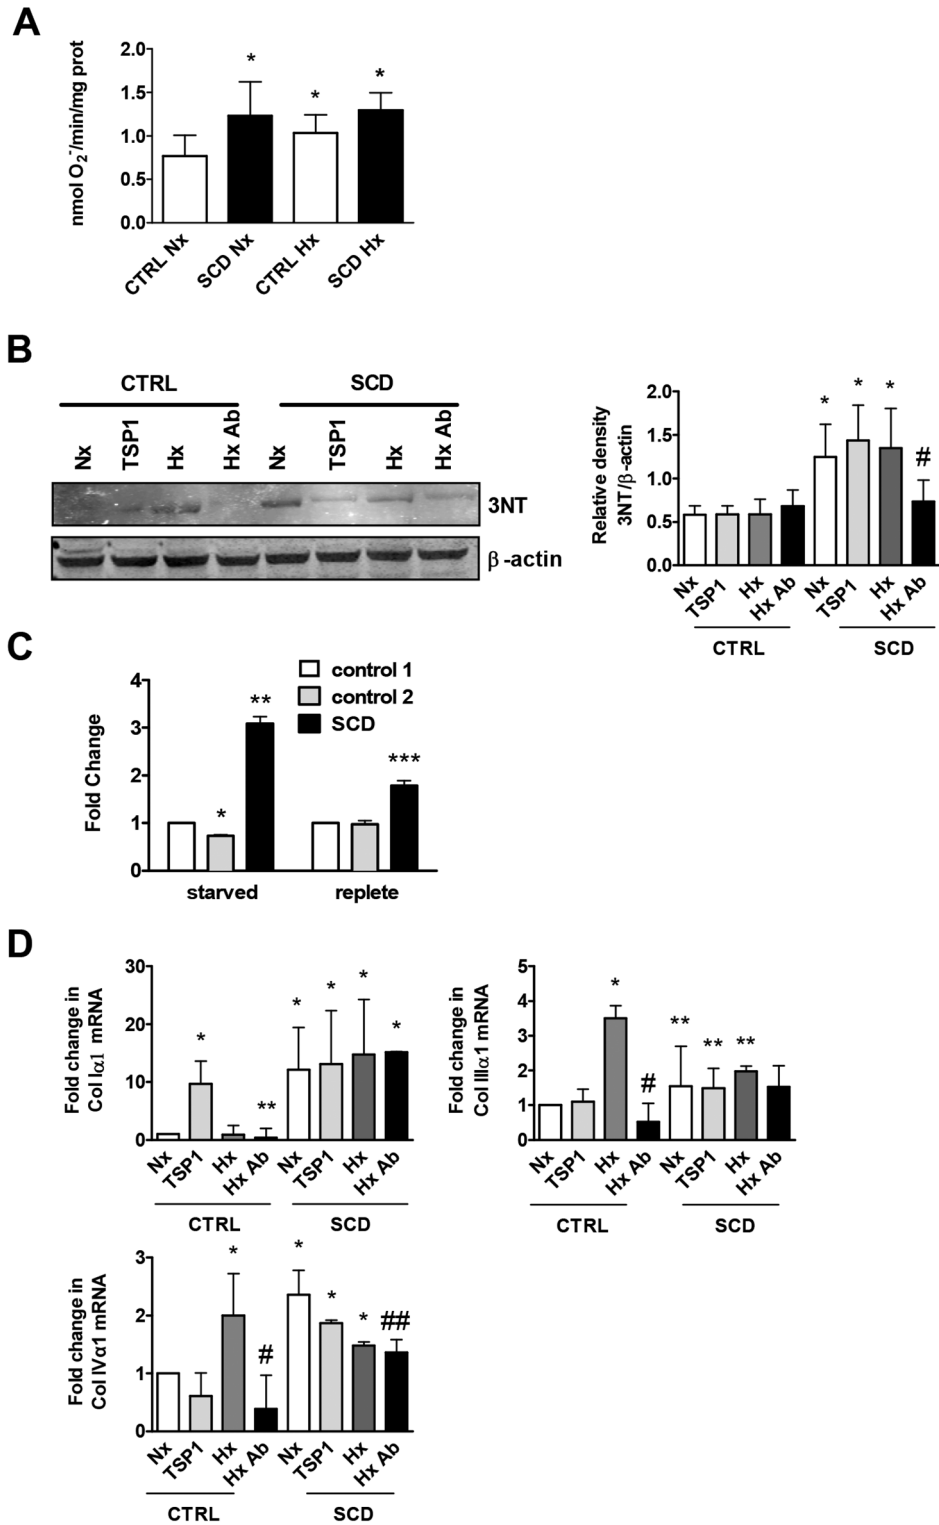 A
nmol O₂⁻/min/mg prot
2.0
1.5
1.0
0.5
0.0
* * *
CTRL Nx
SCD Nx
CTRL Hx
SCD Hx
B
CTRL SCD
Nx TSP1 Hx Hx Ab Nx TSP1 Hx Hx Ab
3NT
β-actin
Relative density
3NT/β-actin
2.0
1.5
1.0
0.5
0.0
* * * #
Nx TSP1 Hx Hx Ab Nx TSP1 Hx Hx Ab
CTRL SCD
C
Fold Change
4
3
2
1
0
control 1
control 2
SCD
* ** ***
starved replete
D
Fold change in
Col Iα1 mRNA
30
20
10
0
* ** * * * *
Nx TSP1 Hx Hx Ab Nx TSP1 Hx Hx Ab
CTRL SCD
Fold change in
Col IIIα1 mRNA
5
4
3
2
1
0
* # ** ** **
Nx TSP1 Hx Hx Ab Nx TSP1 Hx Hx Ab
CTRL SCD
Fold change in
Col IVα1 mRNA
3
2
1
0
* # * * * ##
Nx TSP1 Hx Hx Ab Nx TSP1 Hx Hx Ab
CTRL SCD